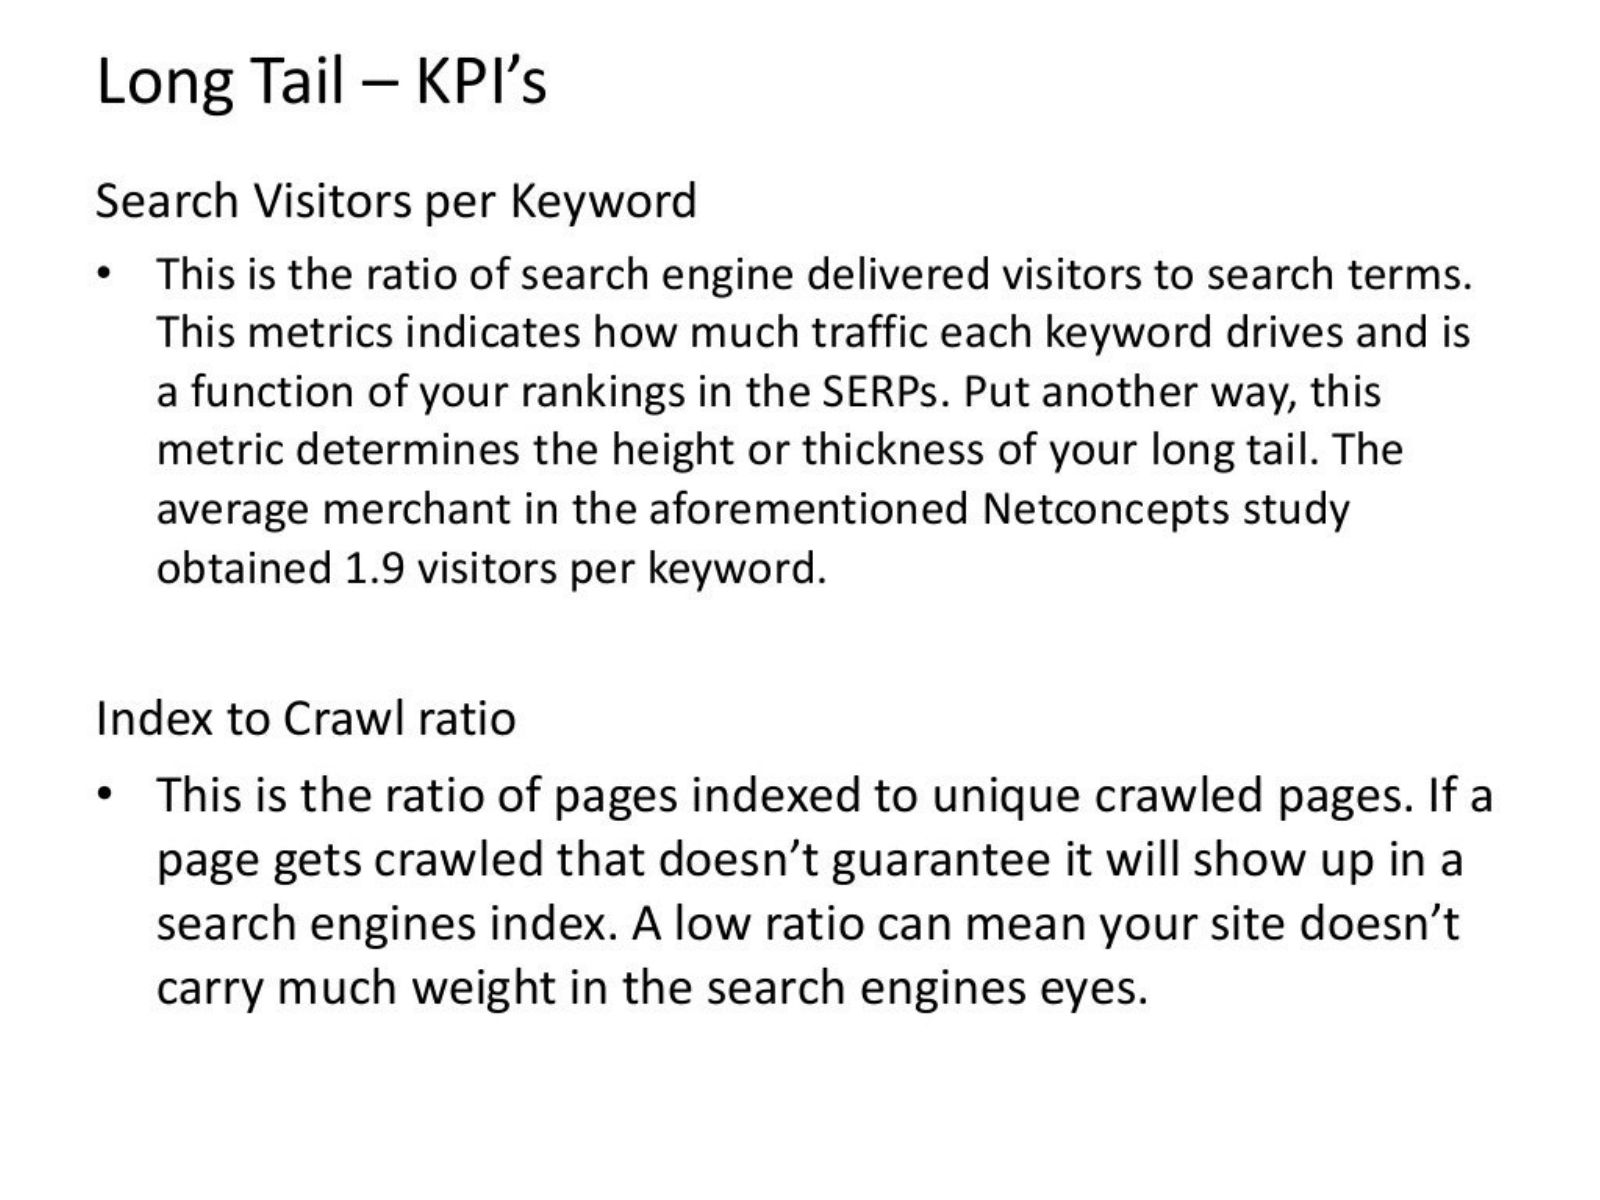 Long Tail – KPI’s
Search Visitors per Keyword
• This is the ratio of search engine delivered visitors to search terms.
This metrics indicates how much traffic each keyword drives and is
a function of your rankings in the SERPs. Put another way, this
metric determines the height or thickness of your long tail. The
average merchant in the aforementioned Netconcepts study
obtained 1.9 visitors per keyword.
Index to Crawl ratio
• This is the ratio of pages indexed to unique crawled pages. If a
page gets crawled that doesn’t guarantee it will show up in a
search engines index. A low ratio can mean your site doesn’t
carry much weight in the search engines eyes.